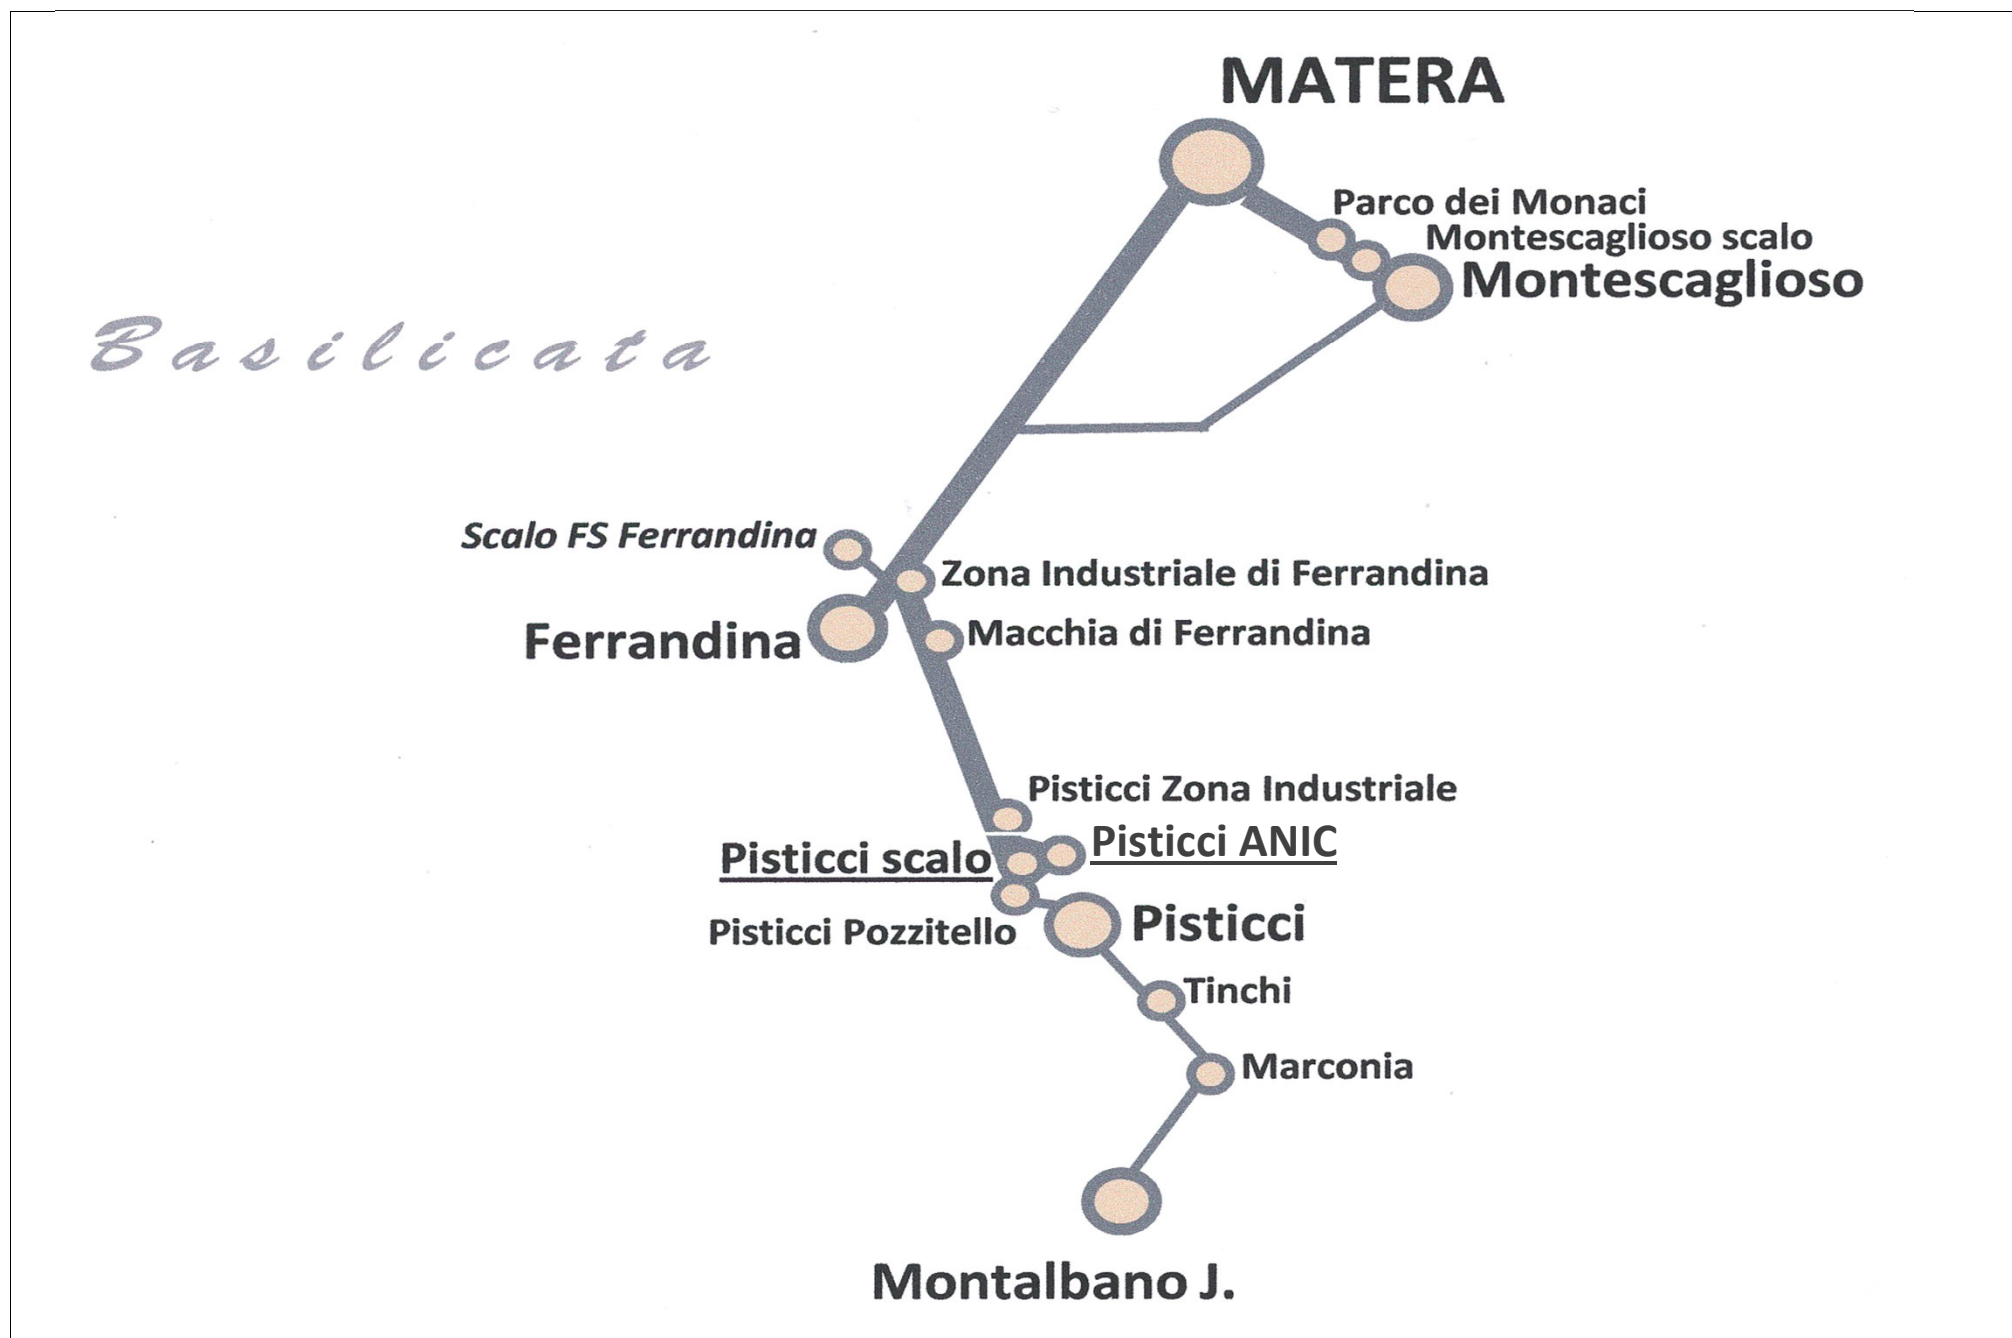 MATERA
Parco dei Monaci
Montescaglioso scalo
Montescaglioso
Basilicata
Scalo FS Ferrandina
Zona Industriale di Ferrandina
Ferrandina
Macchia di Ferrandina
Pisticci Zona Industriale
Pisticci ANIC
Pisticci scalo
Pisticci
Pisticci Pozzitello
Tinchi
Marconia
Montalbano J.